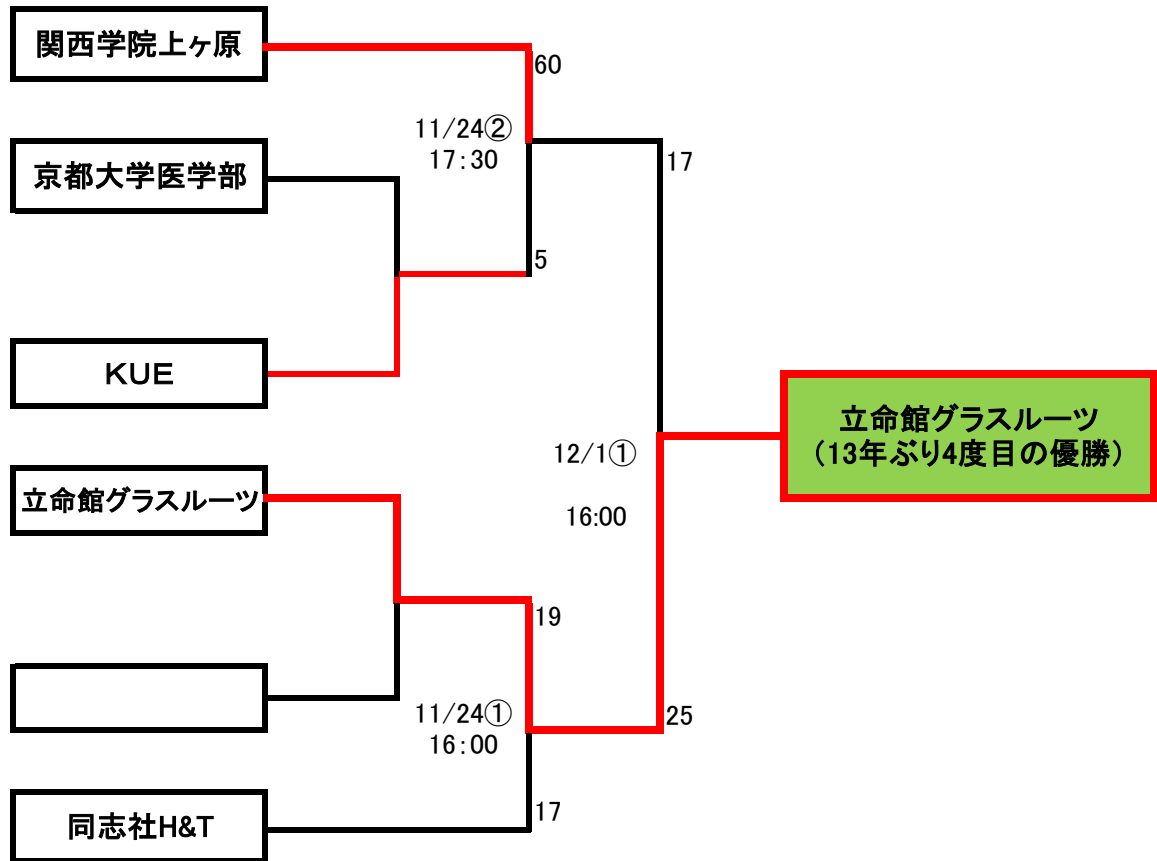 関西学院上ヶ原
60
11/24②
17:30
京都大学医学部
17
5
KUE
立命館グラスルーツ
(13年ぶり4度目の優勝)
12/1①
16:00
立命館グラスルーツ
19
11/24①
16:00
25
17
同志社H&T